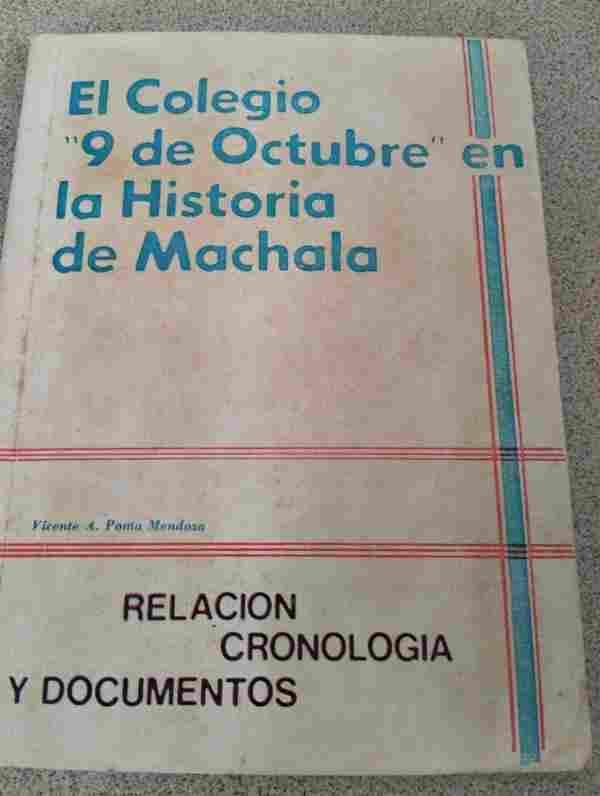 El Colegio
"9 de Octubre" en
la Historia
de Machala
Vicente A. Poma Mendoza
RELACION
CRONOLOGIA
Y DOCUMENTOS